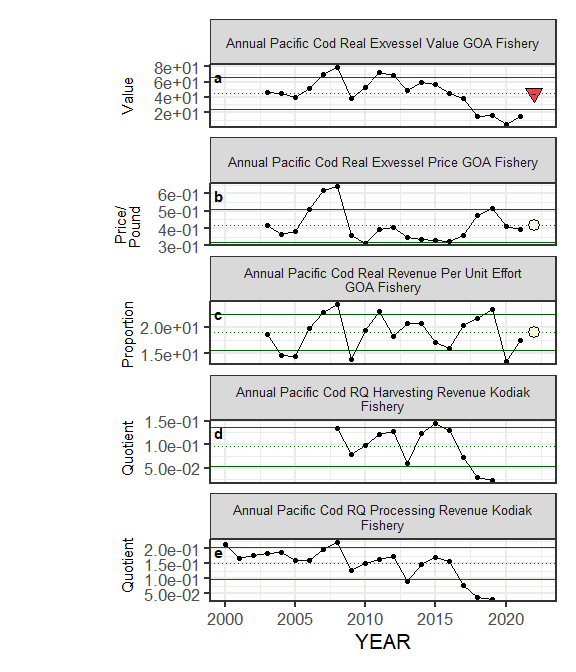 Annual Pacific Cod Real Exvessel Value GOA Fishery
8e+01
6e+01
4e+01
2e+01
Value
a
Annual Pacific Cod Real Exvessel Price GOA Fishery
6e-01
5e-01
4e-01
3e-01
Price/
Pound
b
Annual Pacific Cod Real Revenue Per Unit Effort
GOA Fishery
2.0e+01
1.5e+01
Proportion
c
Annual Pacific Cod RQ Harvesting Revenue Kodiak
Fishery
1.5e-01
1.0e-01
5.0e-02
Quotient
d
Annual Pacific Cod RQ Processing Revenue Kodiak
Fishery
2.0e-01
1.5e-01
1.0e-01
5.0e-02
Quotient
e
2000 2005 2010 2015 2020
YEAR